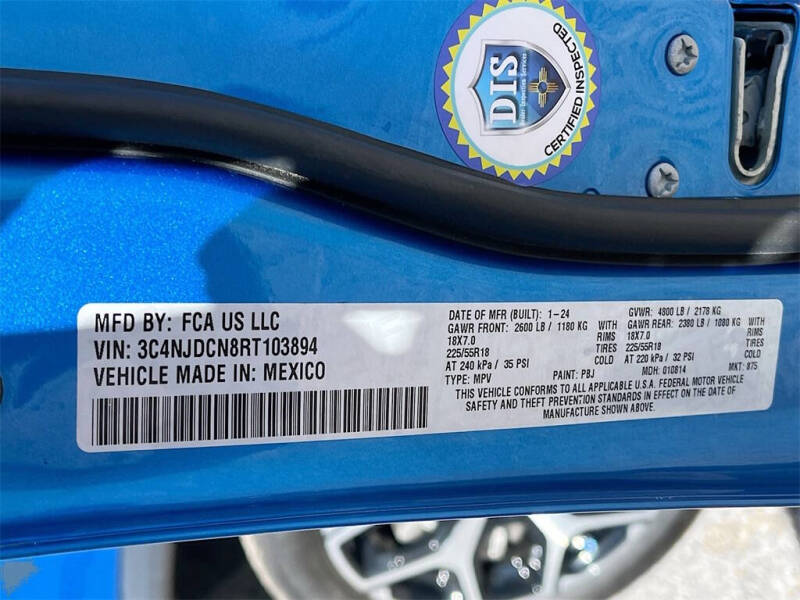 DIS
Dealer Inspection Services
CERTIFIED INSPECTED
MFD BY: FCA US LLC
VIN: 3C4NJDCN8RT103894
VEHICLE MADE IN: MEXICO
DATE OF MFR (BUILT): 1-24
GVWR: 4800 LB / 2178 KG
GAWR FRONT: 2600 LB / 1180 KG WITH
GAWR REAR: 2380 LB / 1080 KG WITH
18X7.0 RIMS
18X7.0 RIMS
225/55R18 TIRES
225/55R18 TIRES
AT 240 kPa / 35 PSI COLD
AT 220 kPa / 32 PSI COLD
TYPE: MPV PAINT: PBJ MDH: 010814 MKT: 875
THIS VEHICLE CONFORMS TO ALL APPLICABLE U.S.A. FEDERAL MOTOR VEHICLE
SAFETY AND THEFT PREVENTION STANDARDS IN EFFECT ON THE DATE OF
MANUFACTURE SHOWN ABOVE.